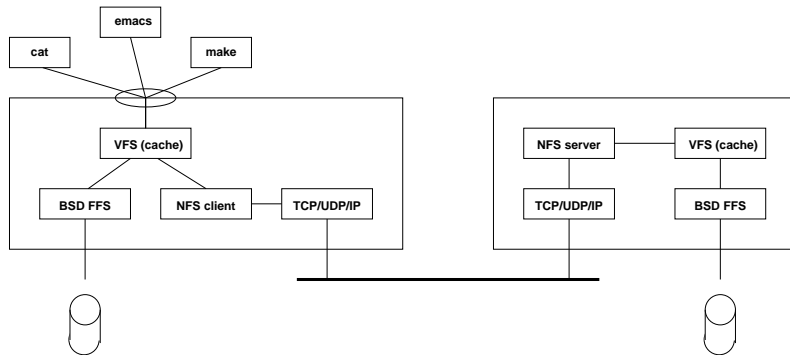 emacs
cat
make
VFS (cache)
BSD FFS
NFS client
TCP/UDP/IP
NFS server
VFS (cache)
TCP/UDP/IP
BSD FFS